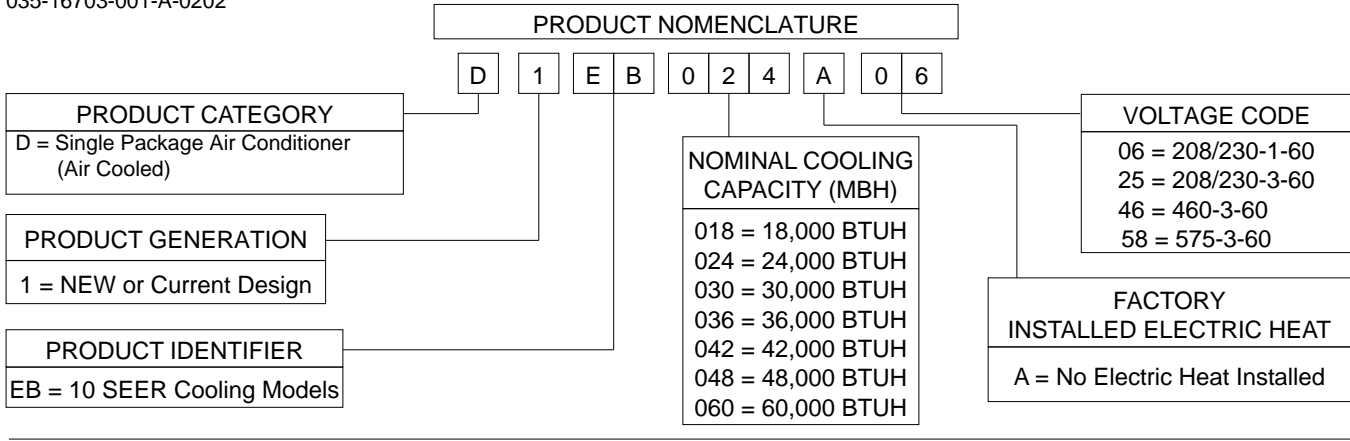 035-16703-001-A-0202
PRODUCT NOMENCLATURE
D 1 E B 0 2 4 A 0 6
PRODUCT CATEGORY
D = Single Package Air Conditioner
(Air Cooled)
PRODUCT GENERATION
1 = NEW or Current Design
PRODUCT IDENTIFIER
EB = 10 SEER Cooling Models
NOMINAL COOLING
CAPACITY (MBH)
018 = 18,000 BTUH
024 = 24,000 BTUH
030 = 30,000 BTUH
036 = 36,000 BTUH
042 = 42,000 BTUH
048 = 48,000 BTUH
060 = 60,000 BTUH
VOLTAGE CODE
06 = 208/230-1-60
25 = 208/230-3-60
46 = 460-3-60
58 = 575-3-60
FACTORY
INSTALLED ELECTRIC HEAT
A = No Electric Heat Installed